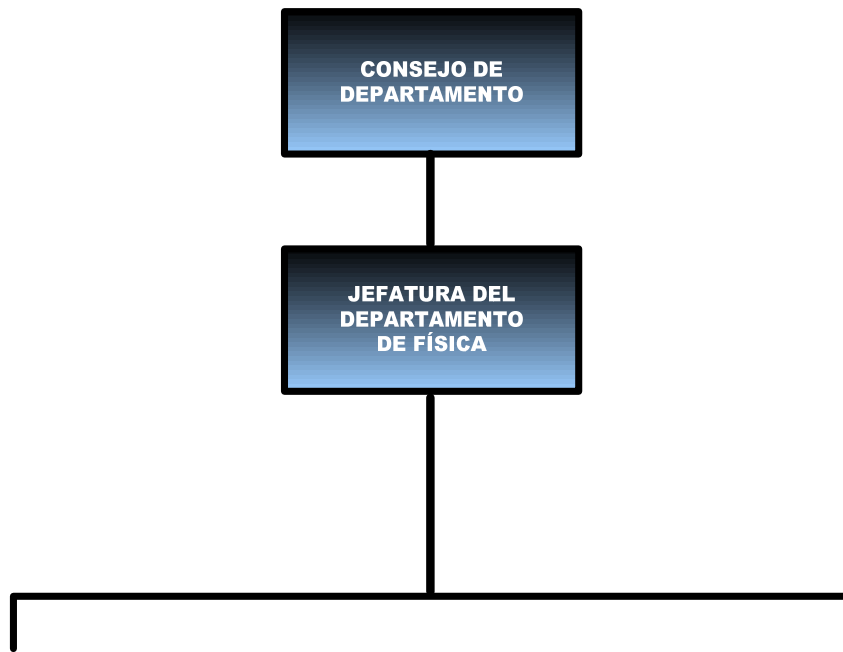 CONSEJO DE
DEPARTAMENTO
JEFATURA DEL
DEPARTAMENTO
DE FÍSICA